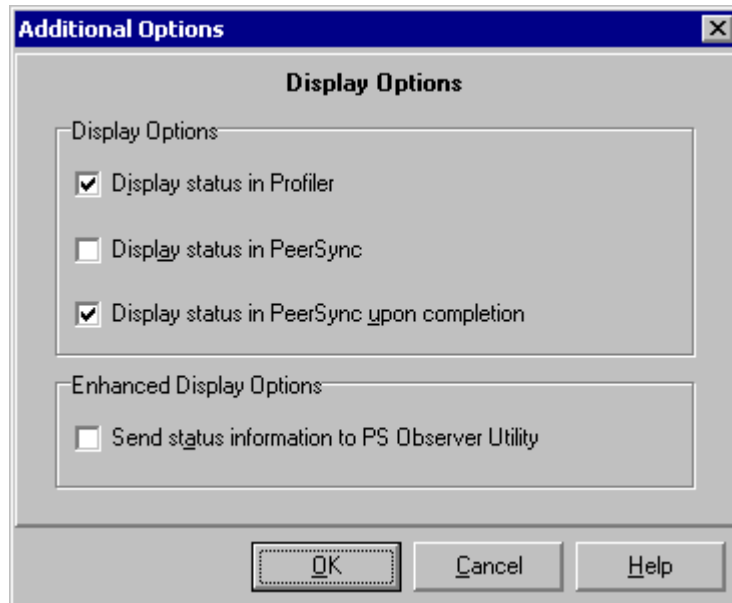 Additional Options
Display Options
Display Options
Display status in Profiler
Display status in PeerSync
Display status in PeerSync upon completion
Enhanced Display Options
Send status information to PS Observer Utility
OK Cancel Help